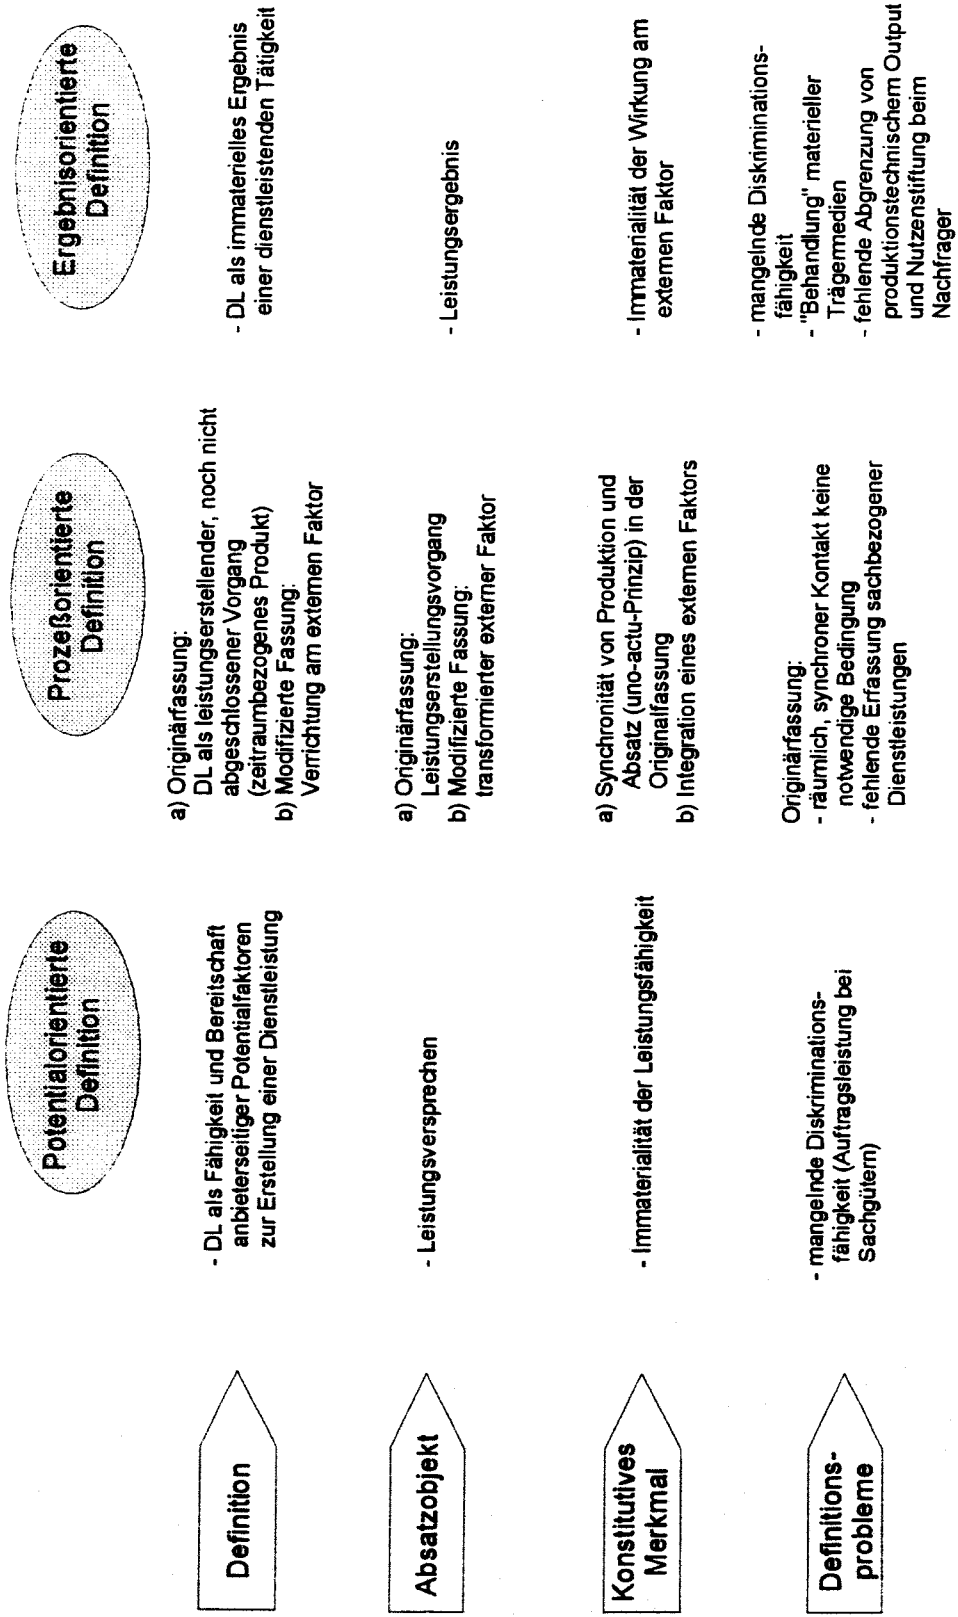 Potentialorientierte
Definition
Prozeßorientierte
Definition
Ergebnisorientierte
Definition
Definition
- DL als Fähigkeit und Bereitschaft
anbieterseitiger Potentialfaktoren
zur Erstellung einer Dienstleistung
a) Originärfassung:
DL als leistungserstellender, noch nicht
abgeschlossener Vorgang
(zeitraumbezogenes Produkt)
b) Modifizierte Fassung:
Verrichtung am externen Faktor
- DL als immaterielles Ergebnis
einer dienstleistenden Tätigkeit
Absatzobjekt
- Leistungsversprechen
a) Originärfassung:
Leistungserstellungsvorgang
b) Modifizierte Fassung:
transformierter externer Faktor
- Leistungsergebnis
Konstitutives
Merkmal
- Immaterialität der Leistungsfähigkeit
a) Synchronität von Produktion und
Absatz (uno-actu-Prinzip) in der
Originalfassung
b) Integration eines externen Faktors
- Immaterialität der Wirkung am
externen Faktor
Definitions-
probleme
- mangelnde Diskriminations-
fähigkeit (Auftragsleistung bei
Sachgütern)
Originärfassung:
- räumlich, synchroner Kontakt keine
notwendige Bedingung
- fehlende Erfassung sachbezogener
Dienstleistungen
- mangelnde Diskriminations-
fähigkeit
- "Behandlung" materieller
Trägermedien
- fehlende Abgrenzung von
produktionstechnischem Output
und Nutzenstiftung beim
Nachfrager